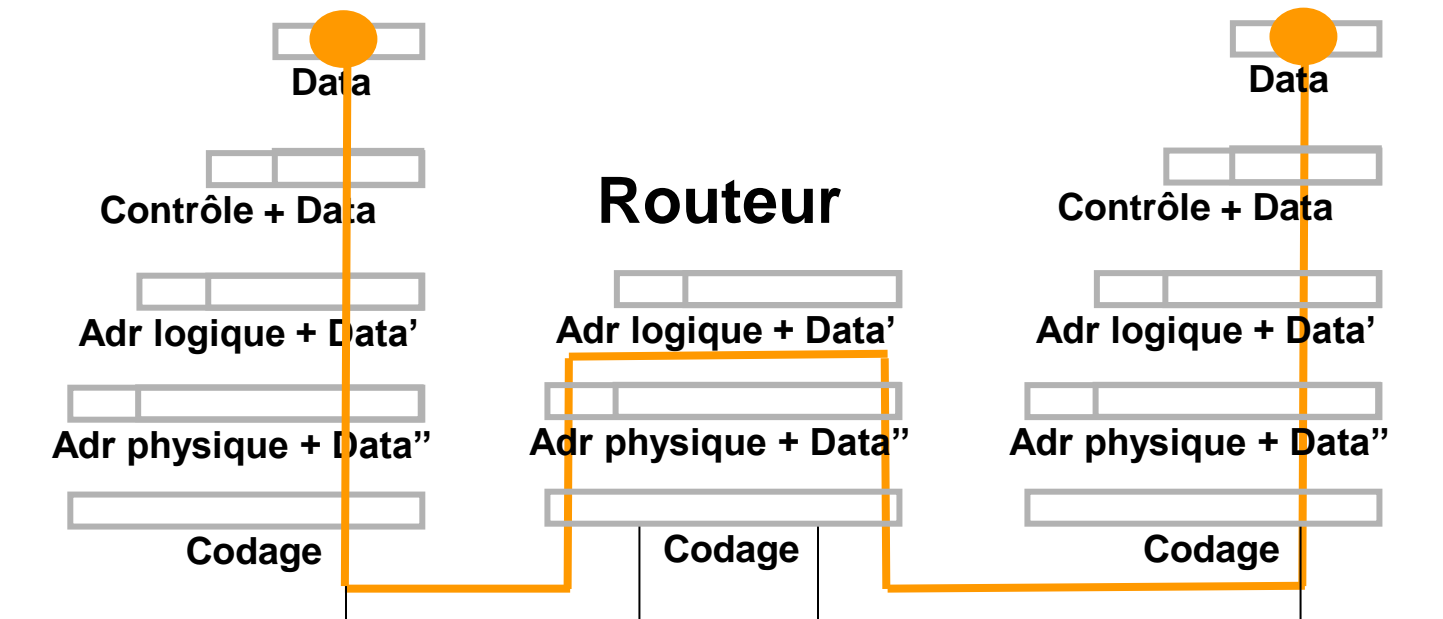 Data
Data
Contrôle + Data
Routeur
Contrôle + Data
Adr logique + Data’
Adr logique + Data’
Adr logique + Data’
Adr physique + Data’’
Adr physique + Data’’
Adr physique + Data’’
Codage
Codage
Codage